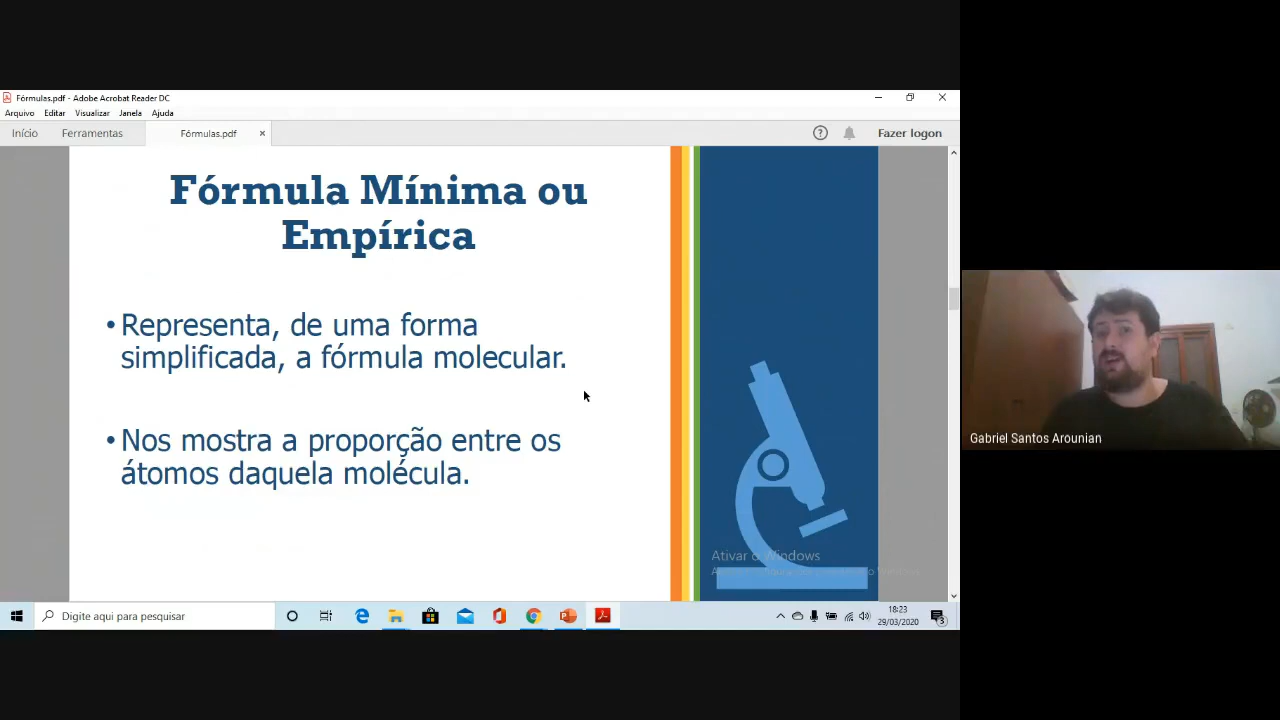 Fórmulas.pdf - Adobe Acrobat Reader DC
Arquivo Editar Visualizar Janela Ajuda
Início Ferramentas Fórmulas.pdf Fazer logon
Fórmula Mínima ou
Empírica
• Representa, de uma forma
simplificada, a fórmula molecular.
• Nos mostra a proporção entre os
átomos daquela molécula.
Gabriel Santos Arounian
Ativar o Windows
Digite aqui para pesquisar
18:23
29/03/2020
3